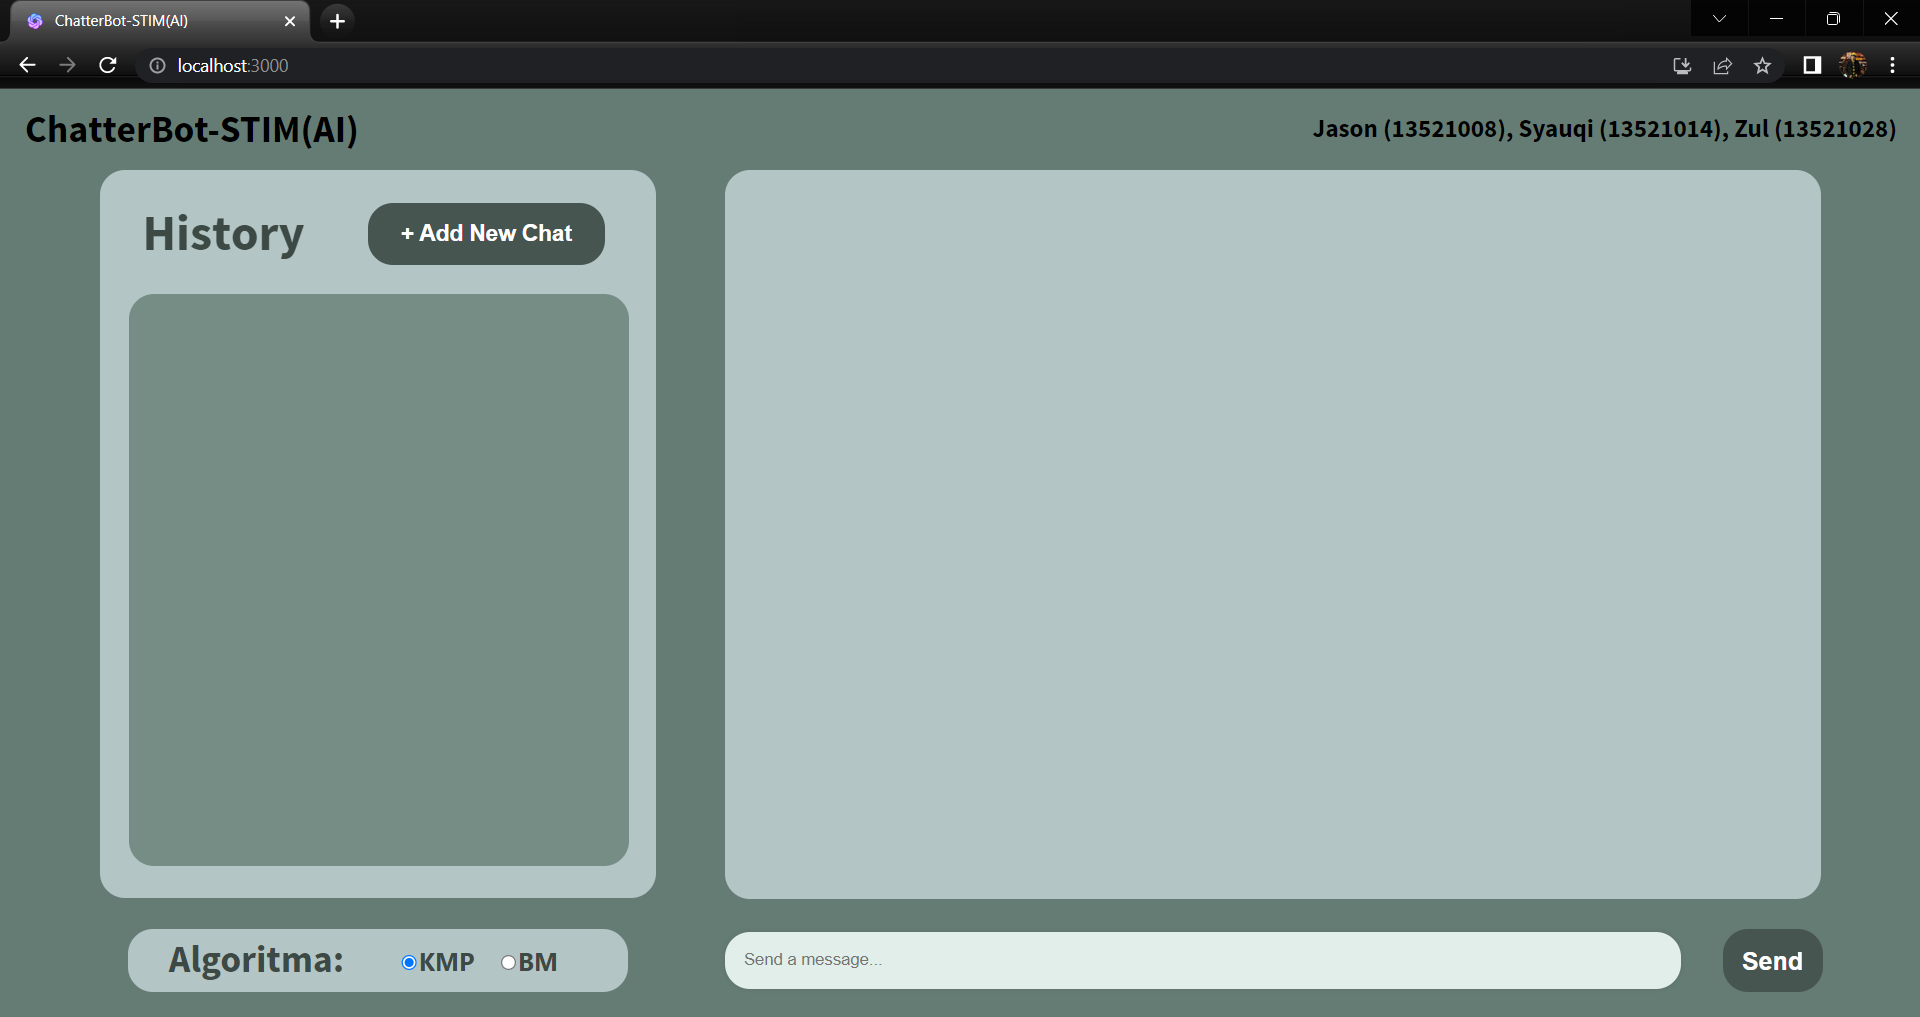 ChatterBot-STIM(AI)
localhost:3000
ChatterBot-STIM(AI)
Jason (13521008), Syauqi (13521014), Zul (13521028)
History
+ Add New Chat
Algoritma:
KMP
BM
Send a message...
Send